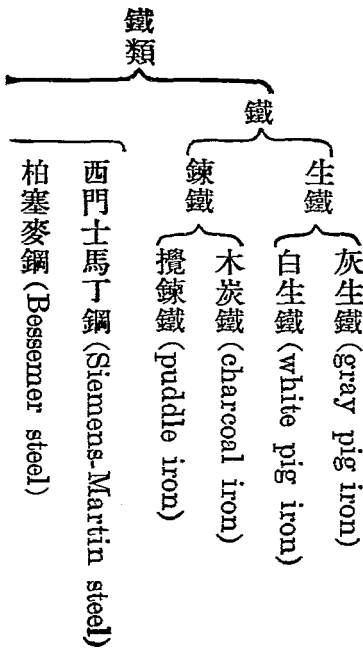 鐵類
鐵
生鐵
灰生鐵 (gray pig iron)
白生鐵 (white pig iron)
鍊鐵
木炭鐵 (charcoal iron)
攪鍊鐵 (puddle iron)
西門士馬丁鋼 (Siemens-Martin steel)
柏塞麥鋼 (Bessemer steel)